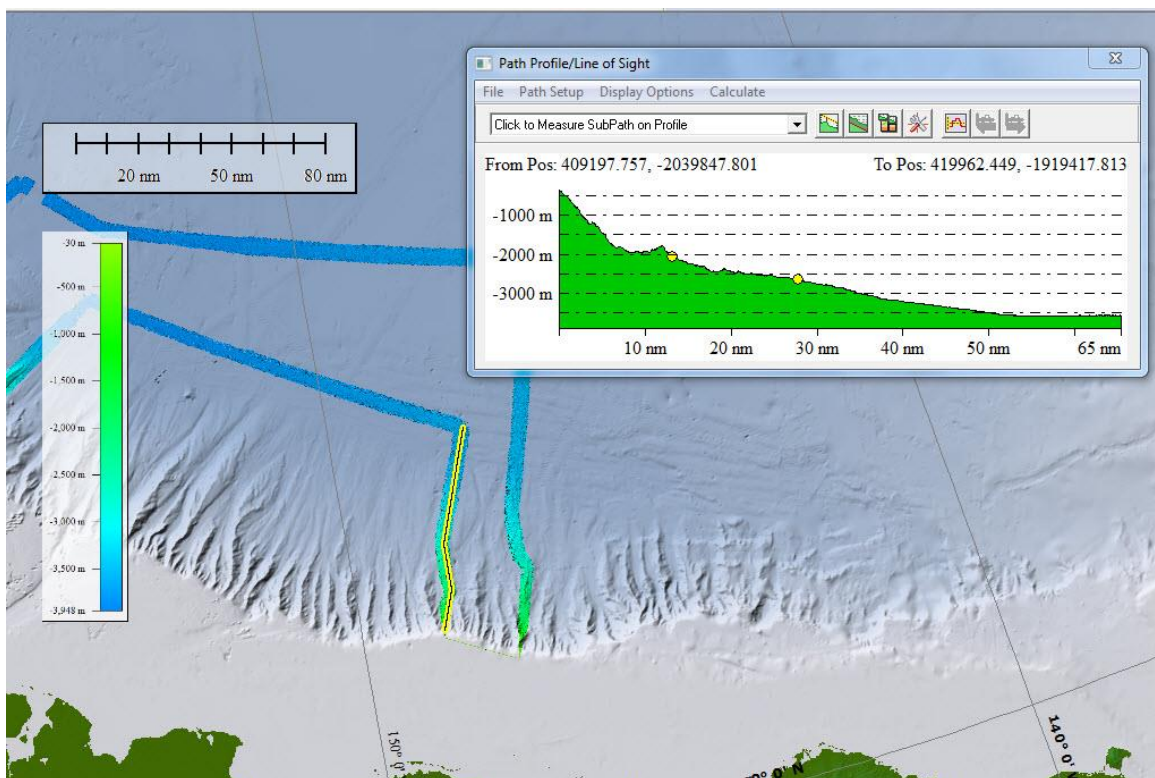 Path Profile/Line of Sight
File Path Setup Display Options Calculate
Click to Measure SubPath on Profile
From Pos: 409197.757, -2039847.801 To Pos: 419962.449, -1919417.813
-1000 m
-2000 m
-3000 m
10 nm 20 nm 30 nm 40 nm 50 nm 65 nm
20 nm 50 nm 80 nm
-30 m
-500 m
-1,000 m
-1,500 m
-2,000 m
-2,500 m
-3,000 m
-3,500 m
-3,948 m
150° 0'
140° 0'
0° 0' N